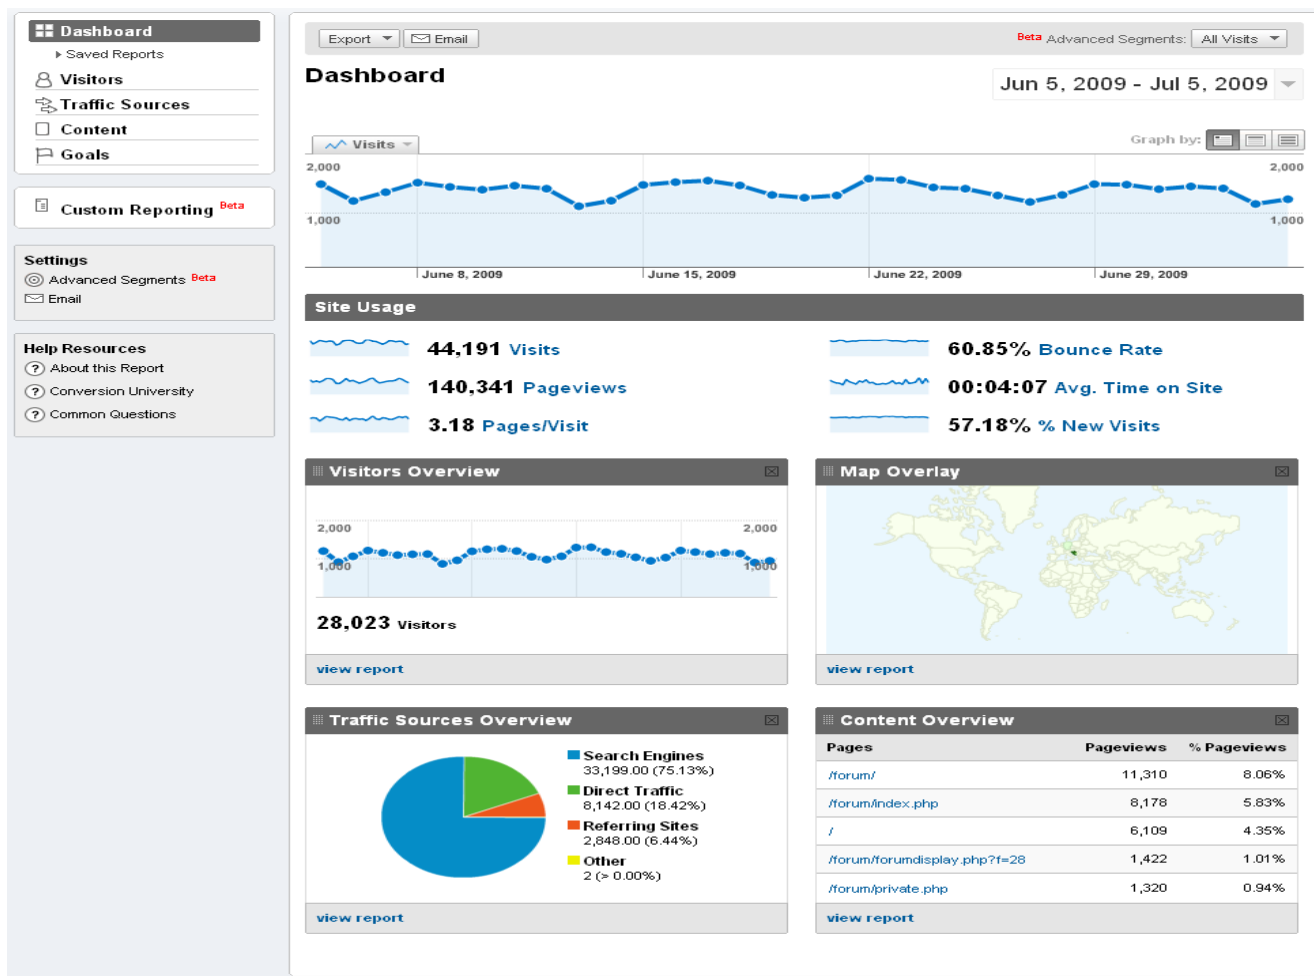 Dashboard
Saved Reports
Visitors
Traffic Sources
Content
Goals
Custom Reporting Beta
Settings
Advanced Segments Beta
Email
Help Resources
? About this Report
? Conversion University
? Common Questions
Export Email Beta Advanced Segments: All Visits
Dashboard
Jun 5, 2009 - Jul 5, 2009
Visits Graph by:
2,000 2,000
1,000 1,000
June 8, 2009 June 15, 2009 June 22, 2009 June 29, 2009
Site Usage
44,191 Visits 60.85% Bounce Rate
140,341 Pageviews 00:04:07 Avg. Time on Site
3.18 Pages/Visit 57.18% % New Visits
Visitors Overview
2,000 2,000
1,000 1,000
28,023 Visitors
view report
Map Overlay
view report
Traffic Sources Overview
Search Engines
33,199.00 (75.13%)
Direct Traffic
8,142.00 (18.42%)
Referring Sites
2,848.00 (6.44%)
Other
2 (> 0.00%)
view report
Content Overview
Pages Pageviews % Pageviews
/forum/ 11,310 8.06%
/forum/index.php 8,178 5.83%
/ 6,109 4.35%
/forum/forumdisplay.php?f=28 1,422 1.01%
/forum/private.php 1,320 0.94%
view report